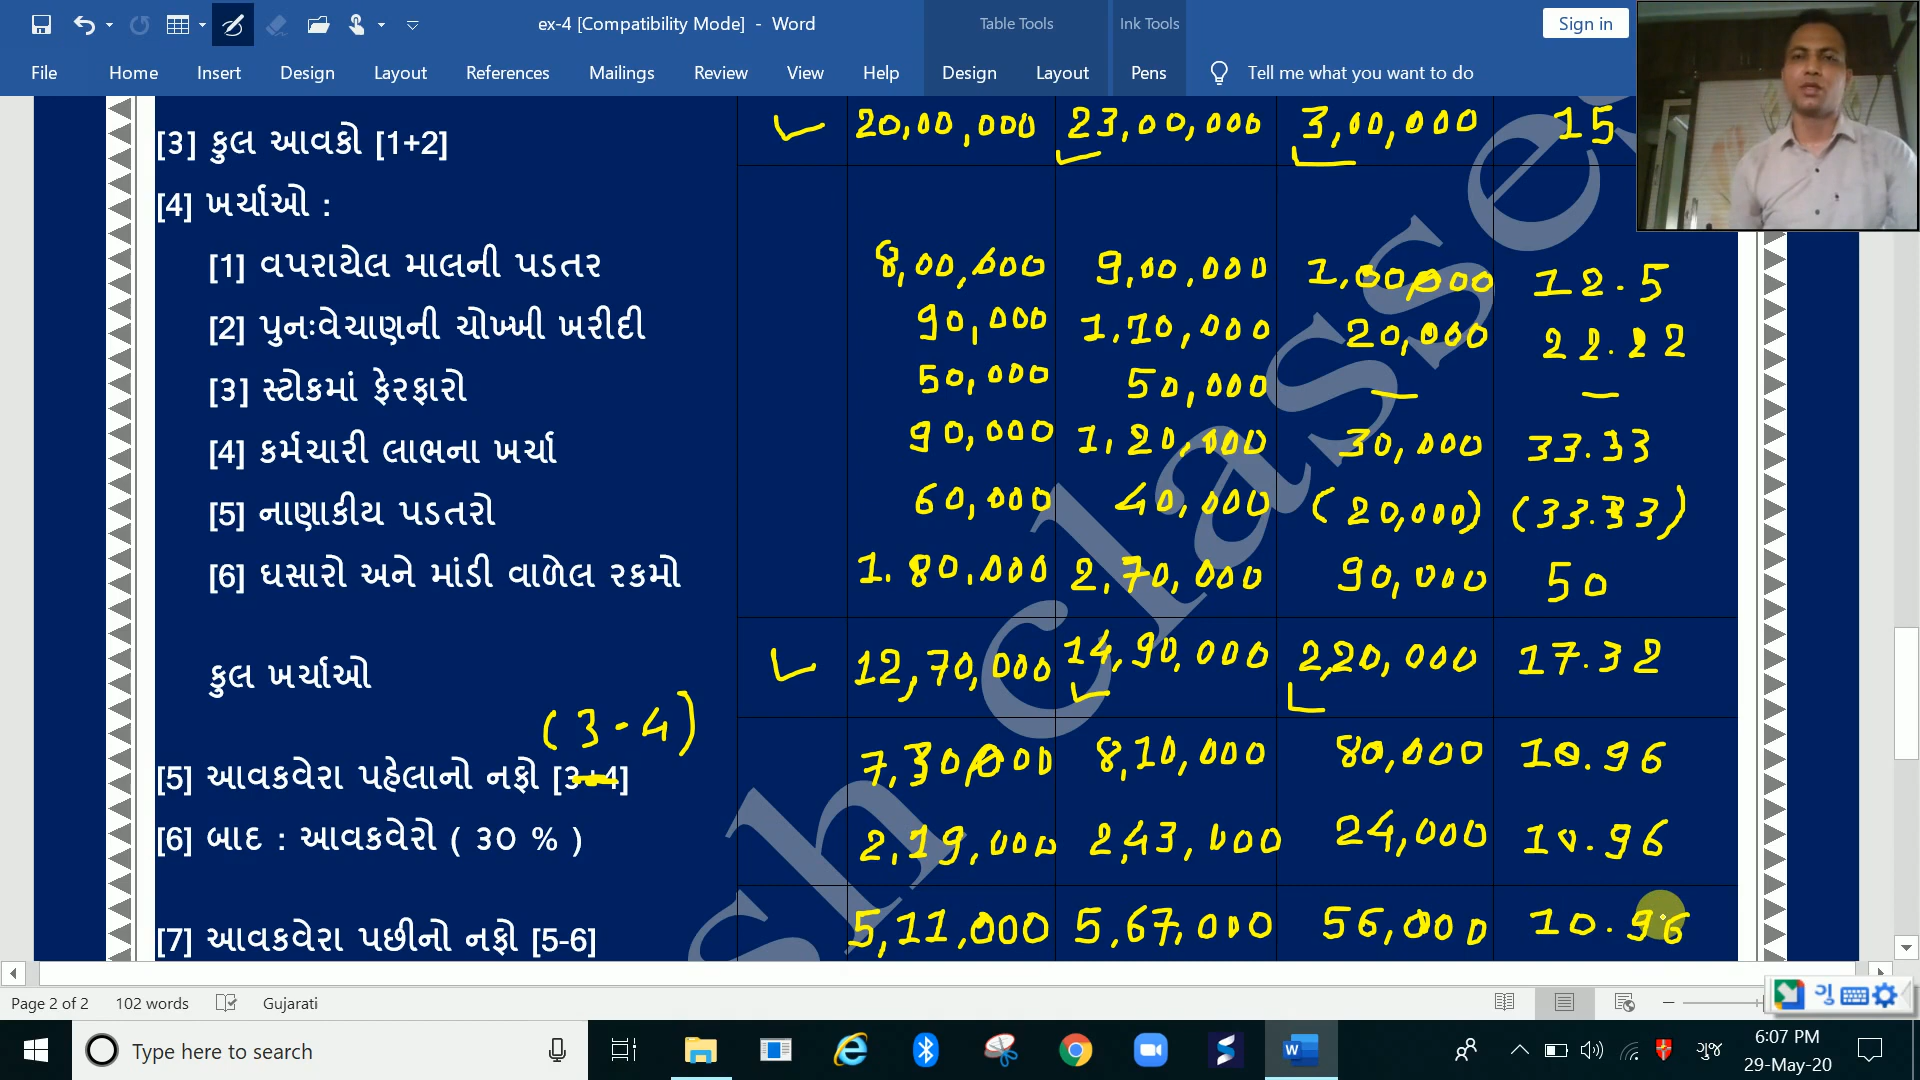 ex-4 [Compatibility Mode] - Word
Table Tools
Ink Tools
Sign in
File Home Insert Design Layout References Mailings Review View Help Design Layout Pens Tell me what you want to do
[3] કુલ આવકો [1+2] 20,00,000 23,00,000 3,00,000 15
[4] ખર્ચાઓ :
[1] વપરાયેલ માલની પડતર 8,00,000 9,00,000 1,00,000 12.5
[2] પુનઃવેચાણની ચોખ્ખી ખરીદી 90,000 1,10,000 20,000 22.22
[3] સ્ટોકમાં ફેરફારો 50,000 50,000 — —
[4] કર્મચારી લાભના ખર્ચા 90,000 1,20,000 30,000 33.33
[5] નાણાકીય પડતરો 60,000 40,000 (20,000) (33.33)
[6] ઘસારો અને માંડી વાળેલ રકમો 1.80,000 2,70,000 90,000 50
કુલ ખર્ચાઓ 12,70,000 14,90,000 2,20,000 17.32
(3-4)
[5] આવકવેરા પહેલાનો નફો [3+4] 7,30,000 8,10,000 80,000 10.96
[6] બાદ : આવકવેરો ( 30 % ) 2,19,000 2,43,000 24,000 10.96
[7] આવકવેરા પછીનો નફો [5-6] 5,11,000 5,67,000 56,000 10.96
sh classes
Page 2 of 2 102 words Gujarati
ગુ
Type here to search
ગુજ
6:07 PM
29-May-20